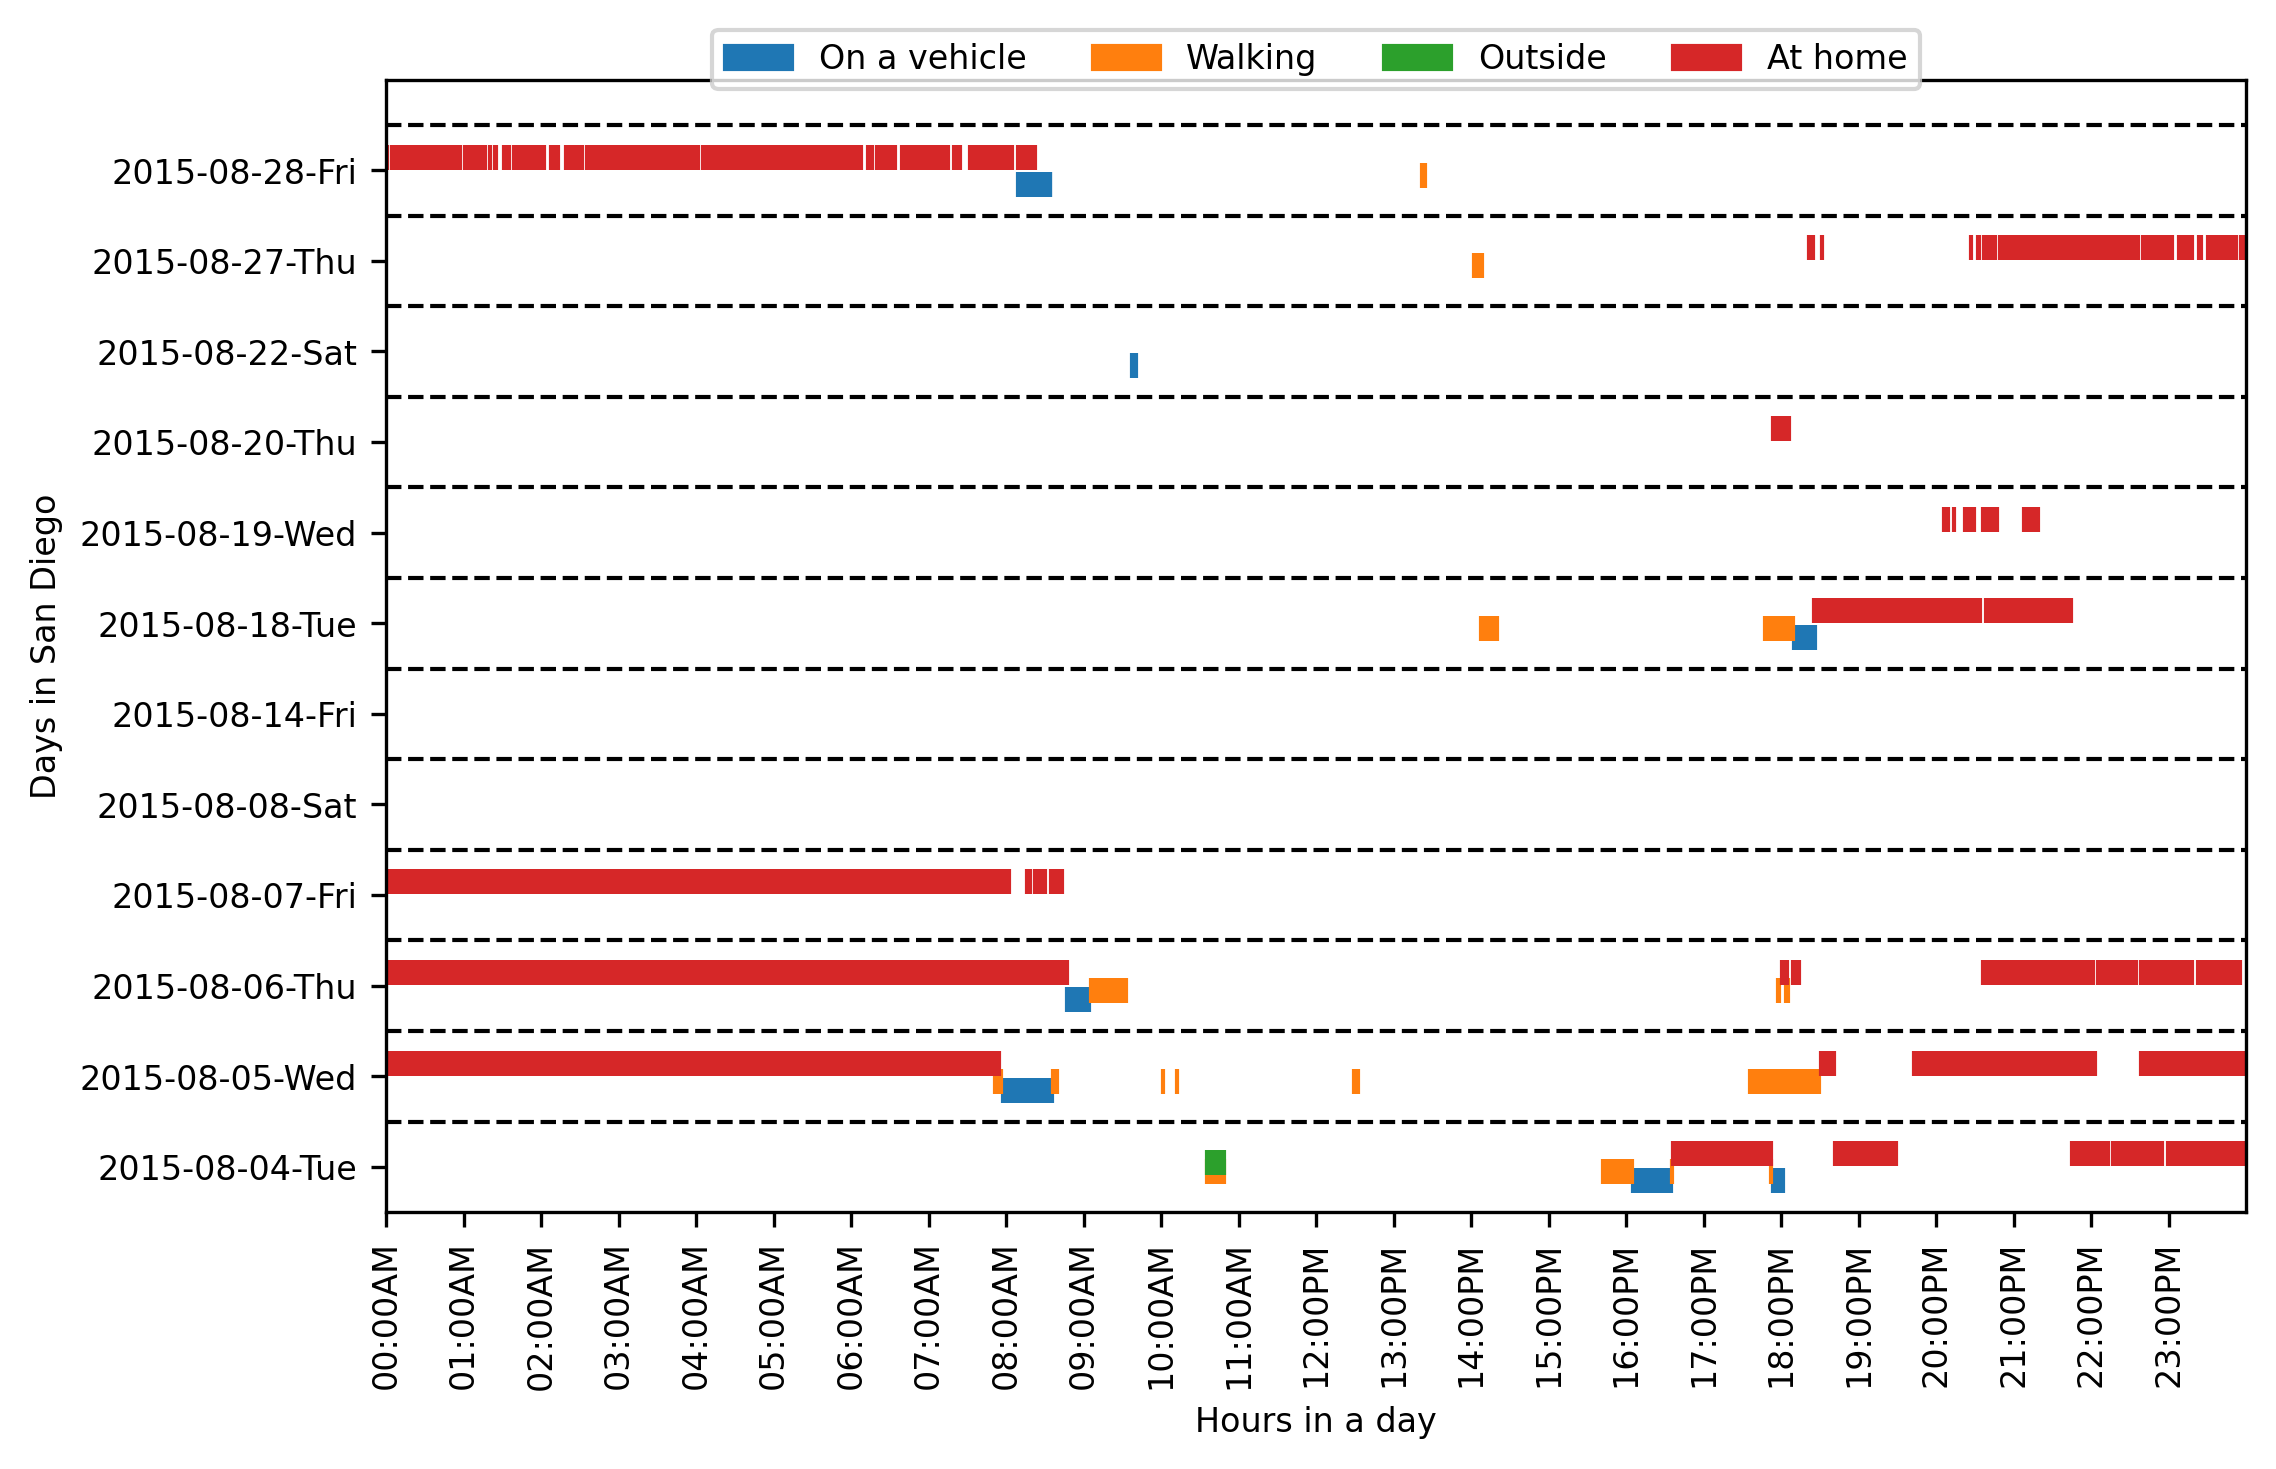 On a vehicle Walking Outside At home
2015-08-28-Fri
2015-08-27-Thu
2015-08-22-Sat
2015-08-20-Thu
2015-08-19-Wed
2015-08-18-Tue
2015-08-14-Fri
2015-08-08-Sat
2015-08-07-Fri
2015-08-06-Thu
2015-08-05-Wed
2015-08-04-Tue
Days in San Diego
00:00AM
01:00AM
02:00AM
03:00AM
04:00AM
05:00AM
06:00AM
07:00AM
08:00AM
09:00AM
10:00AM
11:00AM
12:00PM
13:00PM
14:00PM
15:00PM
16:00PM
17:00PM
18:00PM
19:00PM
20:00PM
21:00PM
22:00PM
23:00PM
Hours in a day